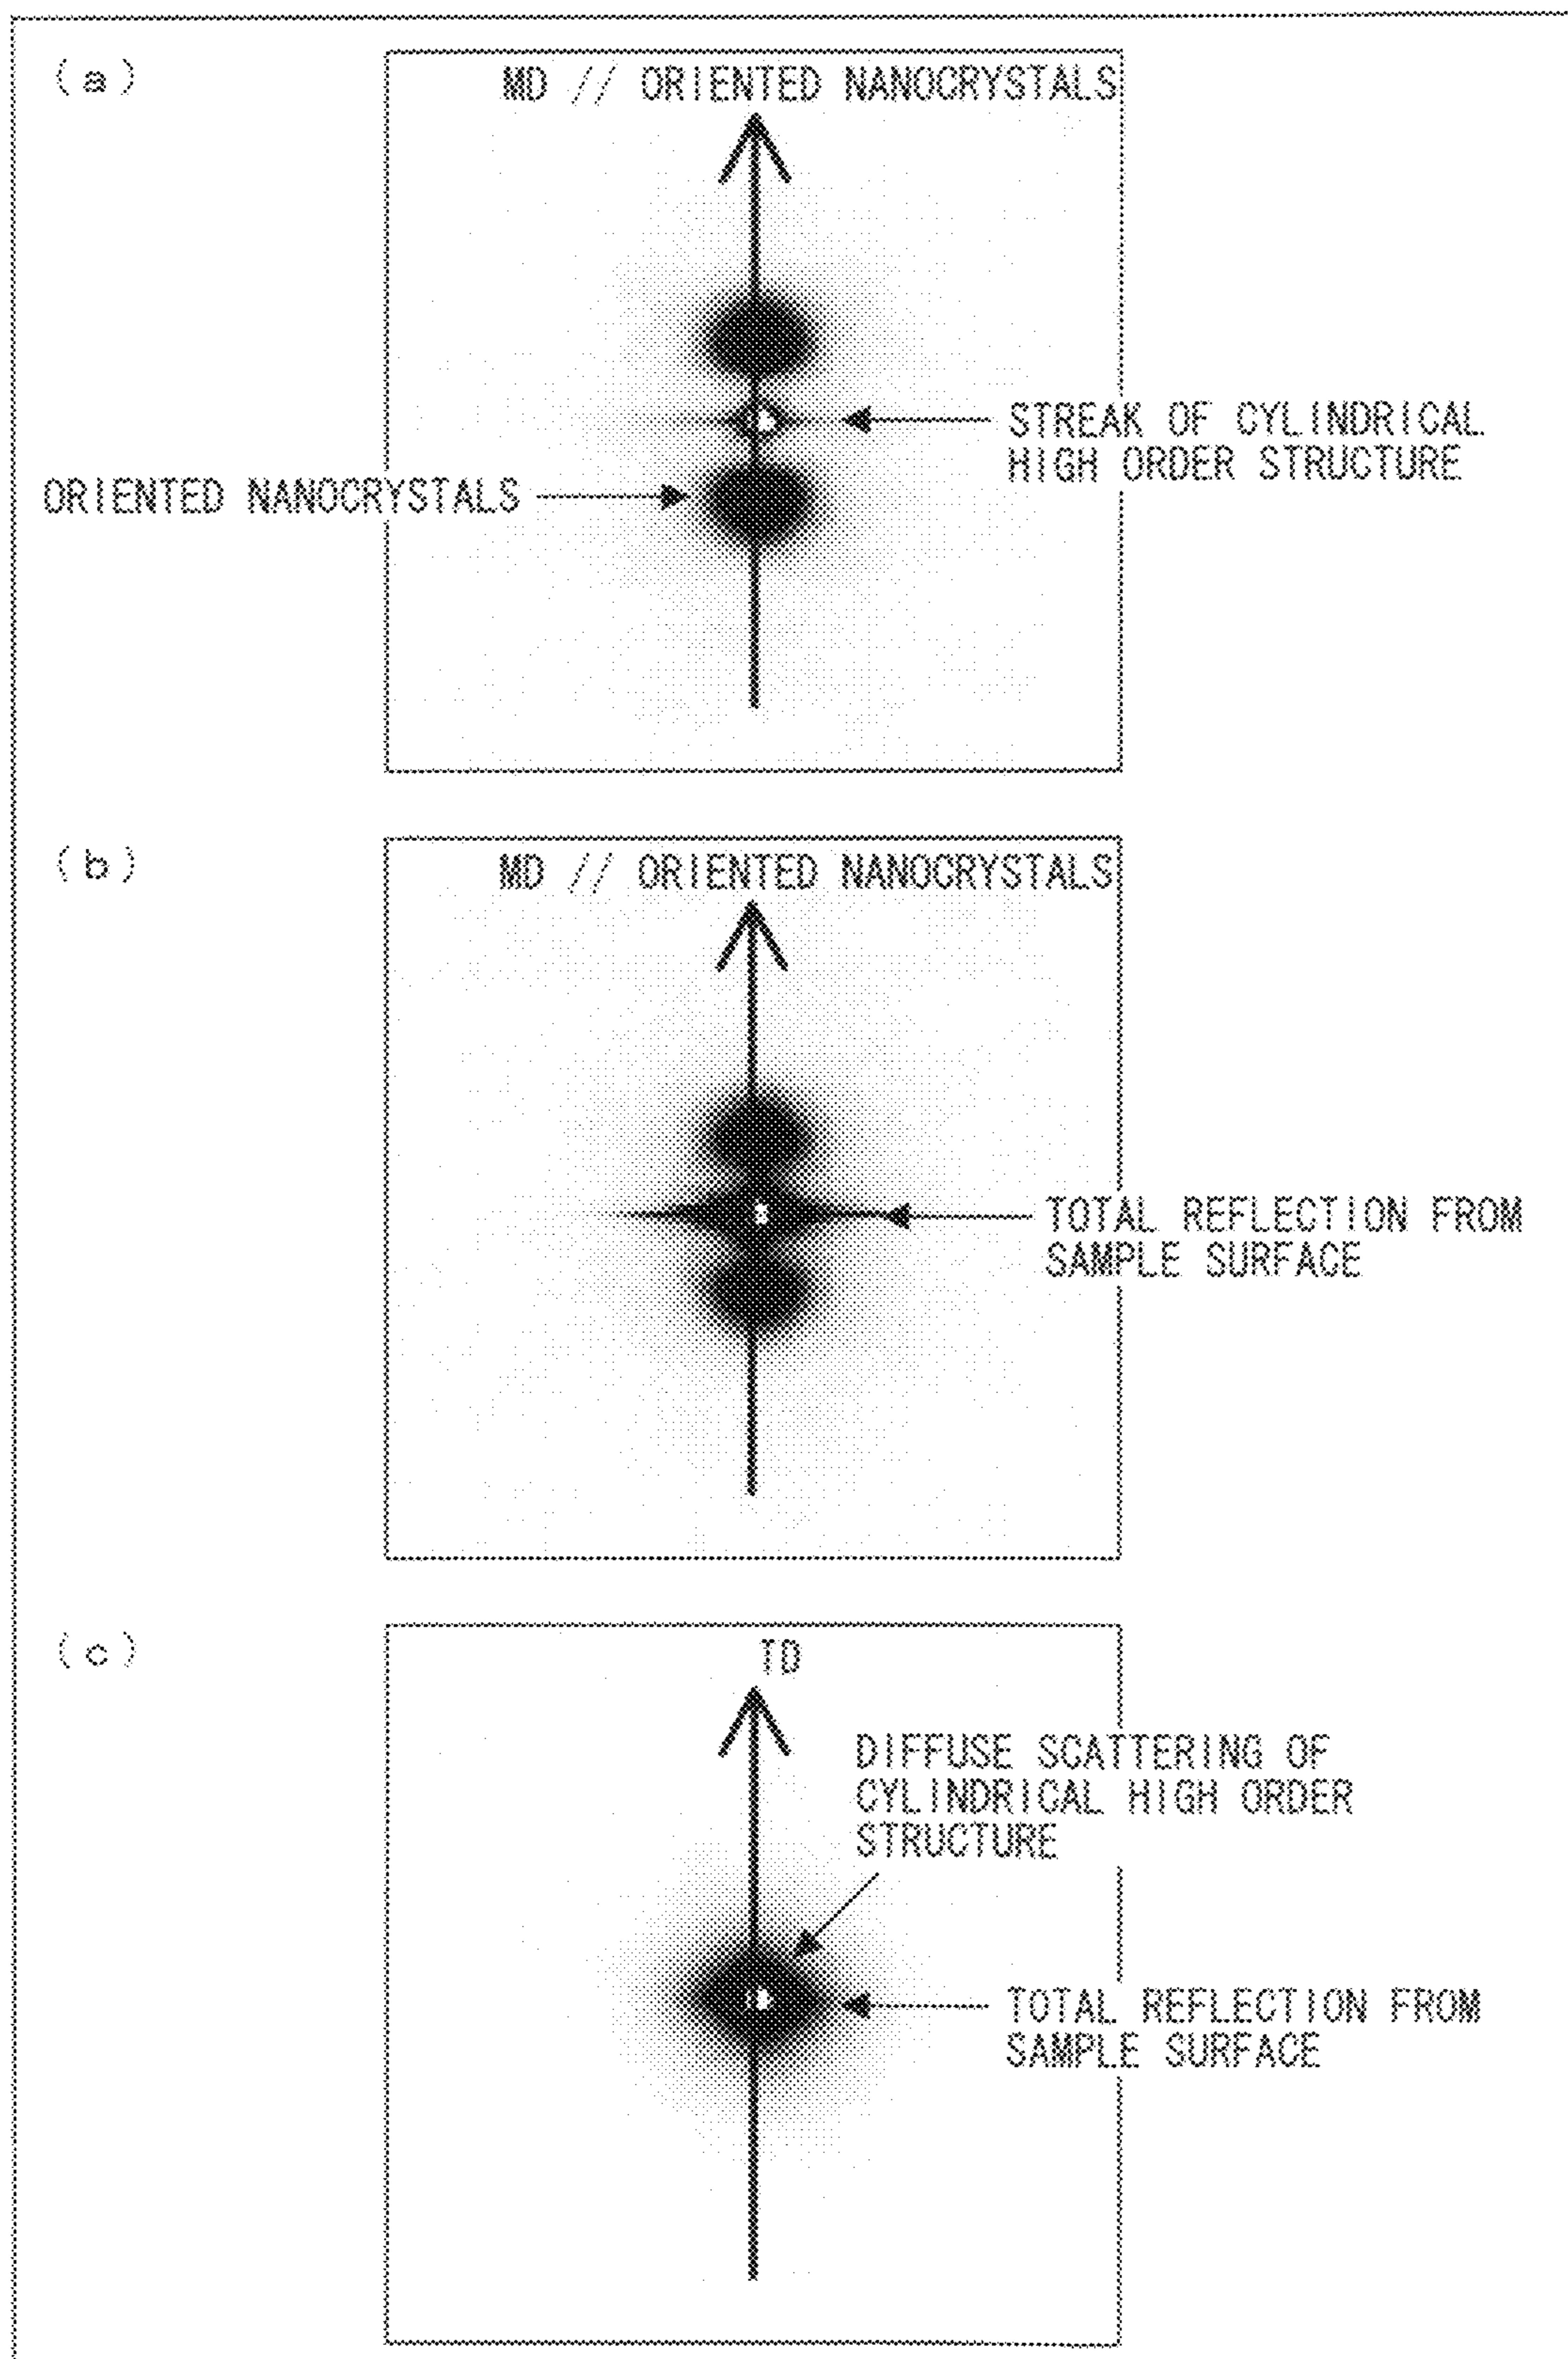 (a)
MD // ORIENTED NANOCRYSTALS
STREAK OF CYLINDRICAL
HIGH ORDER STRUCTURE
ORIENTED NANOCRYSTALS
(b)
MD // ORIENTED NANOCRYSTALS
TOTAL REFLECTION FROM
SAMPLE SURFACE
(c)
TD
DIFFUSE SCATTERING OF
CYLINDRICAL HIGH ORDER
STRUCTURE
TOTAL REFLECTION FROM
SAMPLE SURFACE